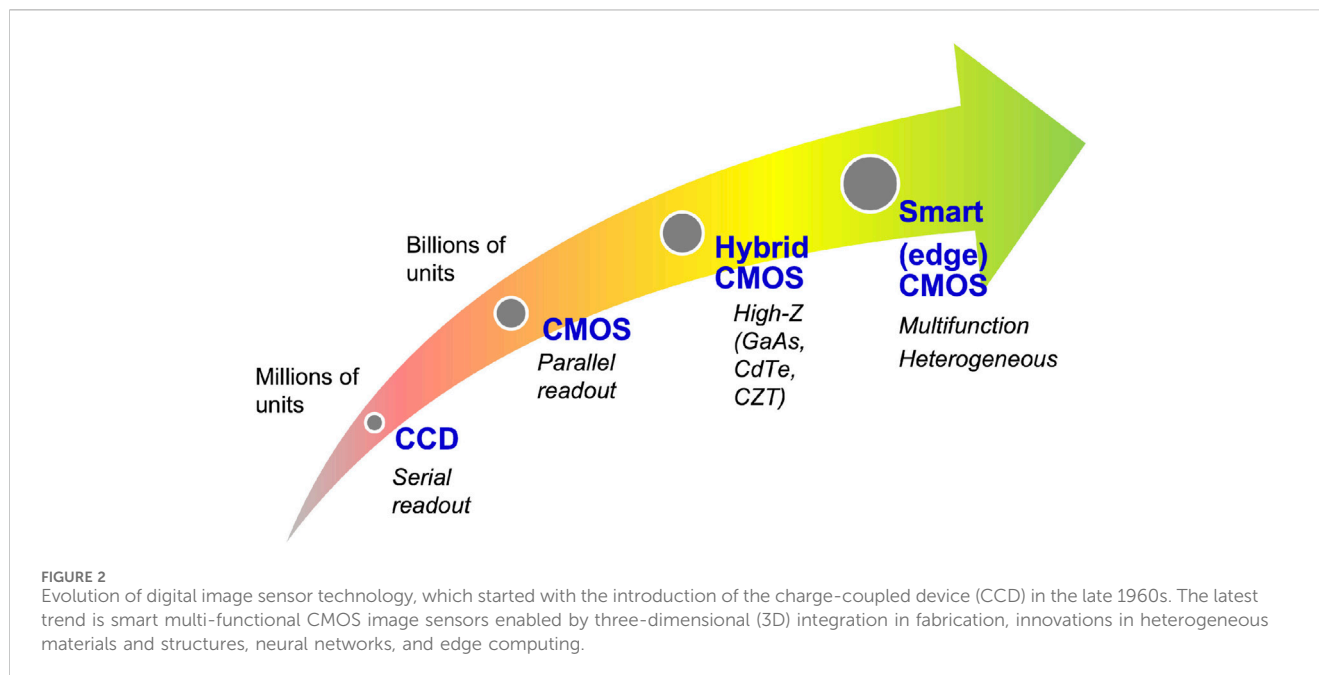 Millions of
units
CCD
Serial
readout
Billions of
units
CMOS
Parallel
readout
Hybrid
CMOS
High-Z
(GaAs,
CdTe,
CZT)
Smart
(edge)
CMOS
Multifunction
Heterogeneous
FIGURE 2
Evolution of digital image sensor technology, which started with the introduction of the charge-coupled device (CCD) in the late 1960s. The latest
trend is smart multi-functional CMOS image sensors enabled by three-dimensional (3D) integration in fabrication, innovations in heterogeneous
materials and structures, neural networks, and edge computing.